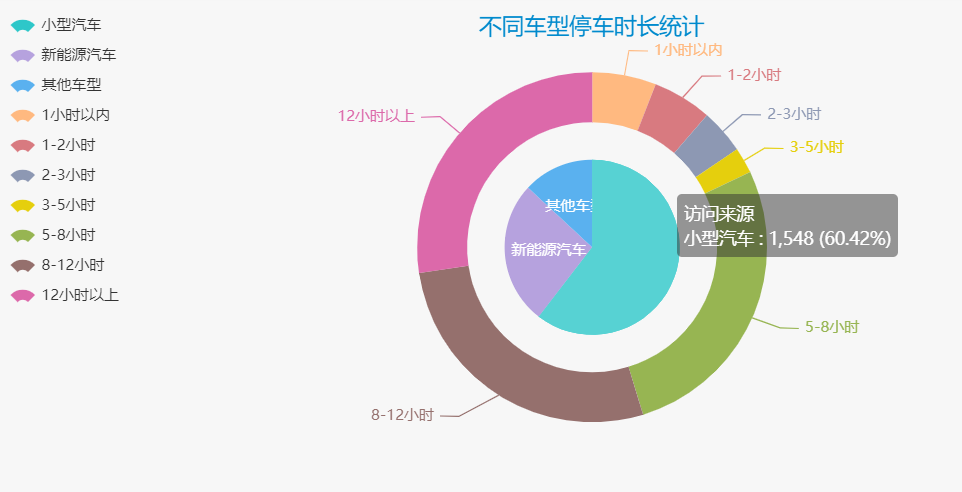 不同车型停车时长统计
小型汽车
新能源汽车
其他车型
1小时以内
1-2小时
2-3小时
3-5小时
5-8小时
8-12小时
12小时以上
1小时以内
1-2小时
12小时以上
2-3小时
3-5小时
其他车型
访问来源
小型汽车 : 1,548 (60.42%)
新能源汽车
5-8小时
8-12小时